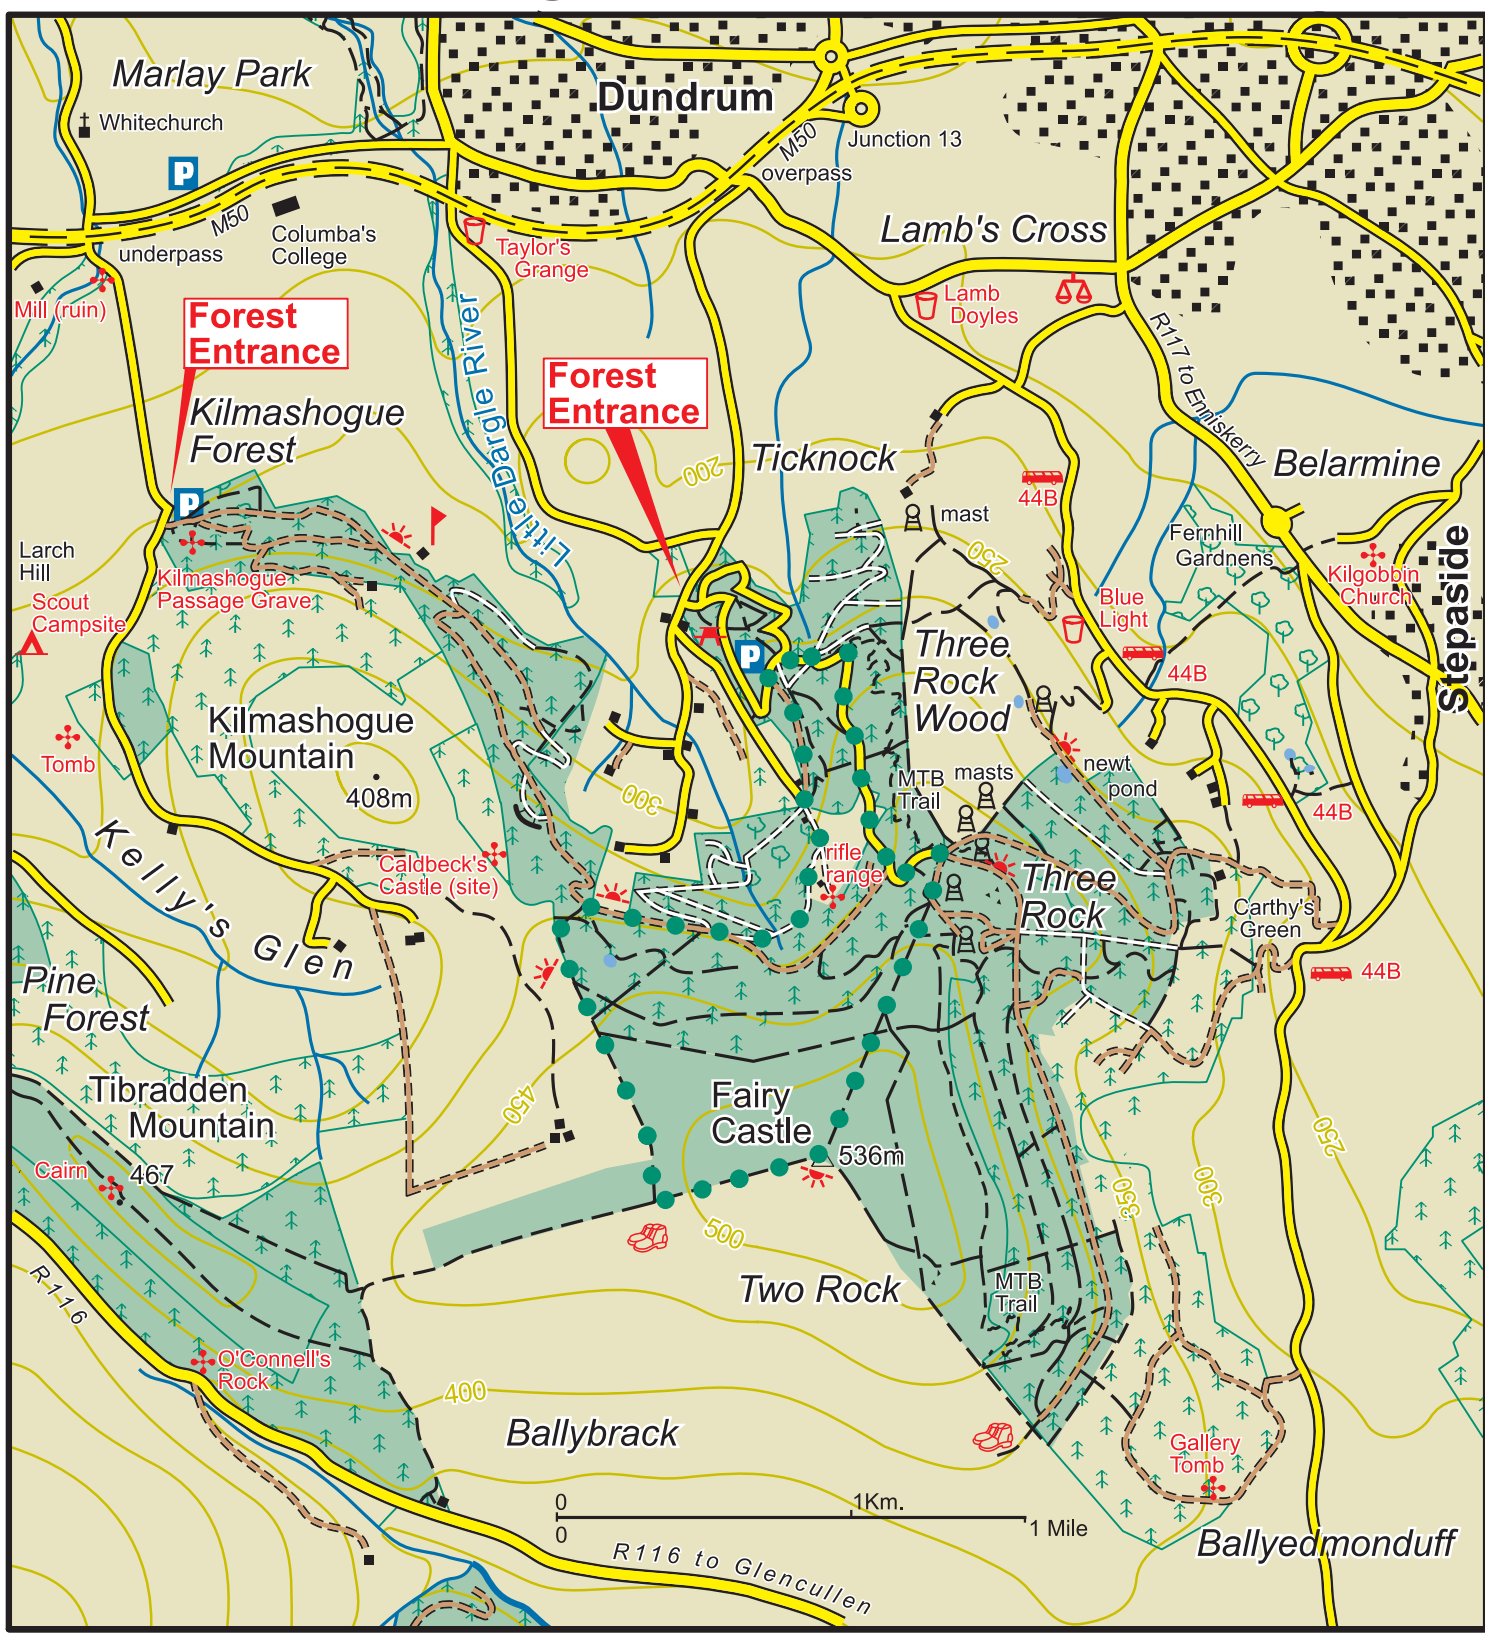 Marlay Park
Whitechurch
P
M50
underpass
Columba's
College
Dundrum
M50
overpass
Junction 13
Lamb's Cross
Taylor's
Grange
Mill (ruin)
Forest
Entrance
Kilmashogue
Forest
Little-Dargle River
Forest
Entrance
Lamb
Doyles
R117 to Enniskerry
Ticknock
200
Belarmine
44B
mast
250
P
Larch
Hill
Scout
Campsite
Kilmashogue
Passage Grave
Fernhill
Gardnens
Kilgobbin
Church
Stepaside
Blue
Light
44B
P
Three
Rock
Wood
Kilmashogue
Mountain
408m
Tomb
300
MTB
Trail
masts
newt
pond
44B
Kelly's Glen
Caldbeck's
Castle (site)
rifle
range
Three
Rock
Carthy's
Green
44B
Pine
Forest
Tibradden
Mountain
450
Fairy
Castle
536m
250
300
350
Cairn
467
500
Two Rock
MTB
Trail
R116
O'Connell's
Rock
400
Ballybrack
Gallery
Tomb
0
1Km.
0
1 Mile
Ballyedmonduff
R116 to Glencullen